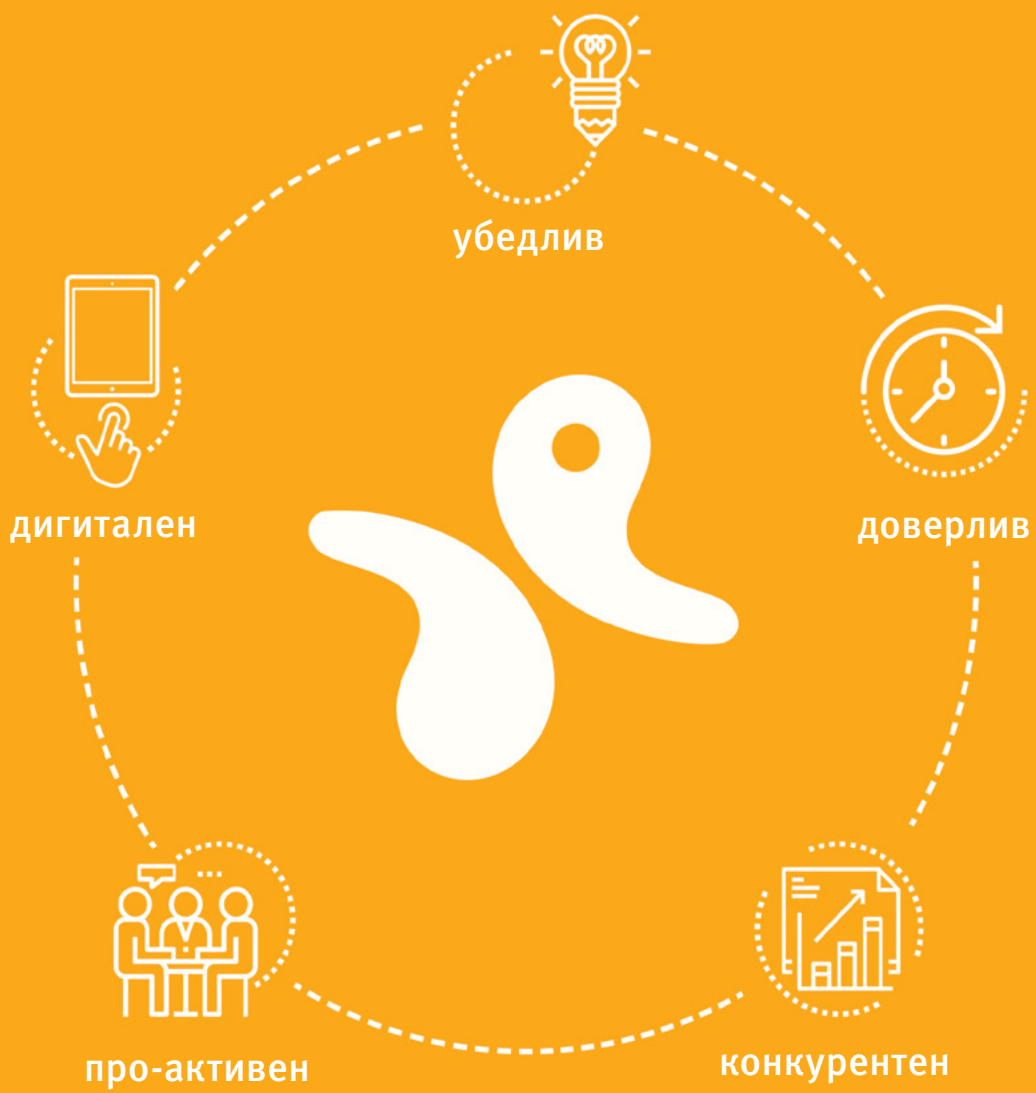 убедлив
дигитален
доверлив
про-активен
конкурентен